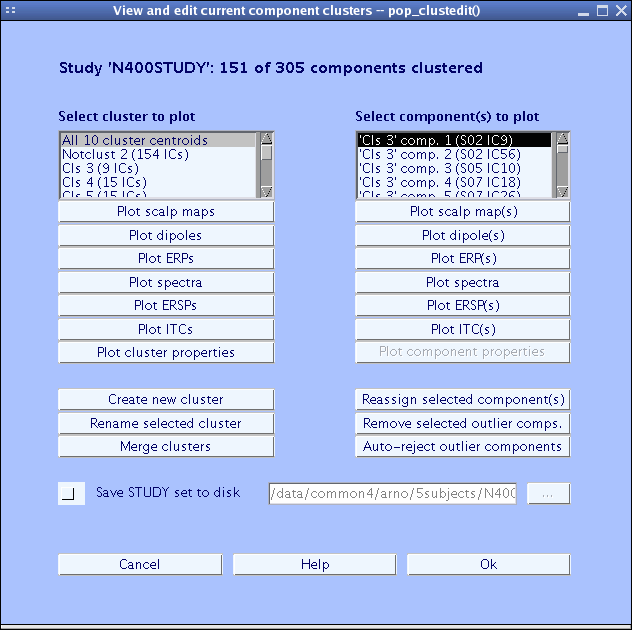 View and edit current component clusters -- pop_clustedit()
Study 'N400STUDY': 151 of 305 components clustered
Select cluster to plot
All 10 cluster centroids
Notclust 2 (154 ICs)
Cls 3 (9 ICs)
Cls 4 (15 ICs)
Cls 5 (15 ICs)
Plot scalp maps
Plot dipoles
Plot ERPs
Plot spectra
Plot ERSPs
Plot ITCs
Plot cluster properties
Select component(s) to plot
'Cls 3' comp. 1 (S02 IC9)
'Cls 3' comp. 2 (S02 IC56)
'Cls 3' comp. 3 (S05 IC10)
'Cls 3' comp. 4 (S07 IC18)
'Cls 3' comp. 5 (S07 IC26)
Plot scalp map(s)
Plot dipole(s)
Plot ERP(s)
Plot spectra
Plot ERSP(s)
Plot ITC(s)
Plot component properties
Create new cluster
Rename selected cluster
Merge clusters
Reassign selected component(s)
Remove selected outlier comps.
Auto-reject outlier components
Save STUDY set to disk
/data/common4/arno/5subjects/N400
...
Cancel
Help
Ok